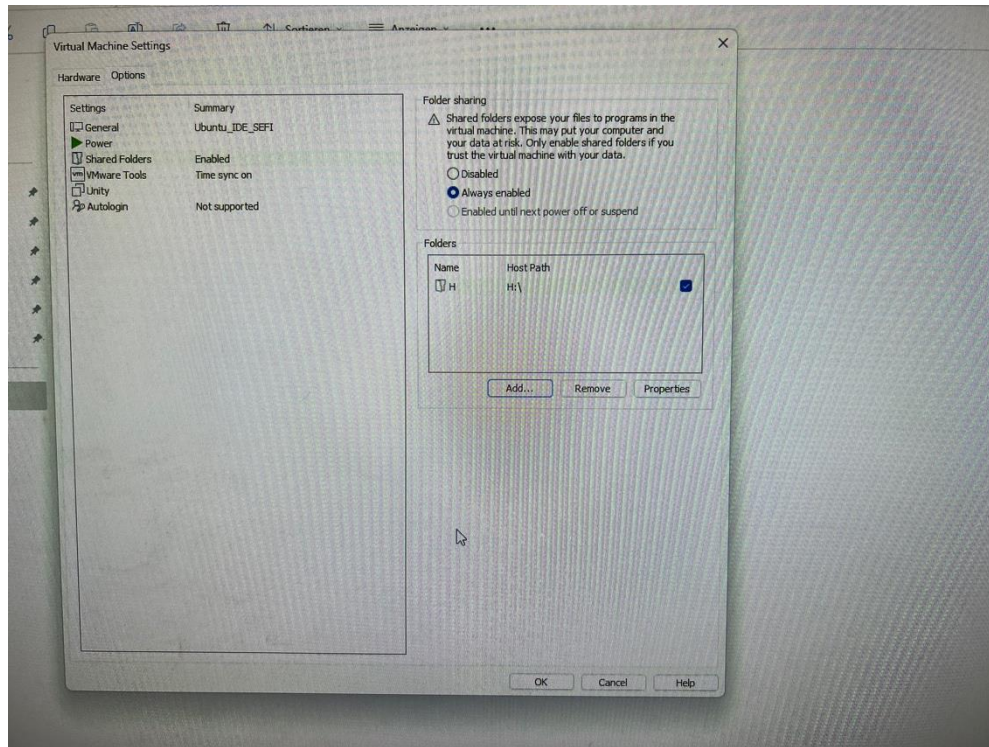 Sortieren
Anzeigen
Virtual Machine Settings
Hardware Options
Settings Summary
General Ubuntu_IDE_SEFI
Power
Shared Folders Enabled
vm VMware Tools Time sync on
Unity
Autologin Not supported
Folder sharing
Shared folders expose your files to programs in the
virtual machine. This may put your computer and
your data at risk. Only enable shared folders if you
trust the virtual machine with your data.
Disabled
Always enabled
Enabled until next power off or suspend
Folders
Name Host Path
H H:\
Add... Remove Properties
OK Cancel Help